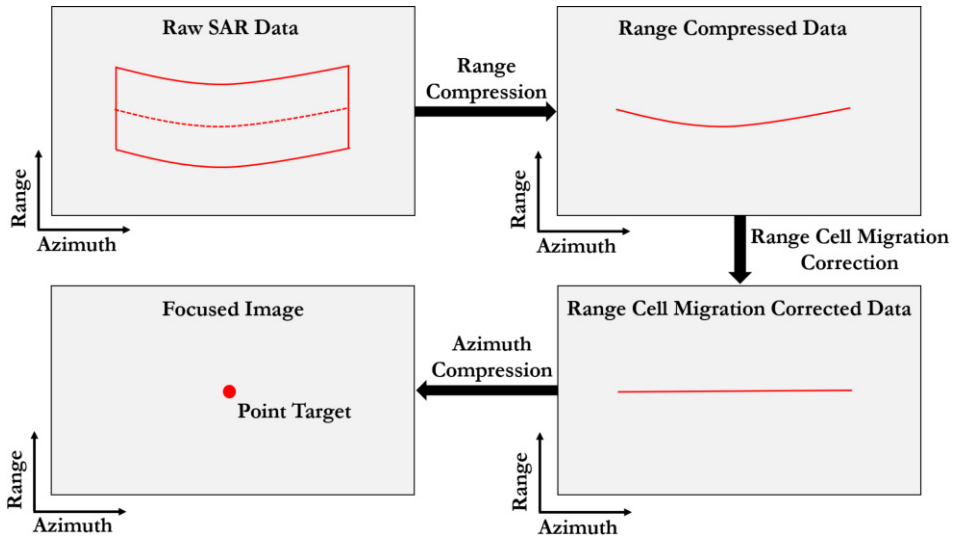 Raw SAR Data
Range
Azimuth
Range
Compression
Range Compressed Data
Range
Azimuth
Range Cell Migration
Correction
Range Cell Migration Corrected Data
Range
Azimuth
Azimuth
Compression
Focused Image
Point Target
Range
Azimuth